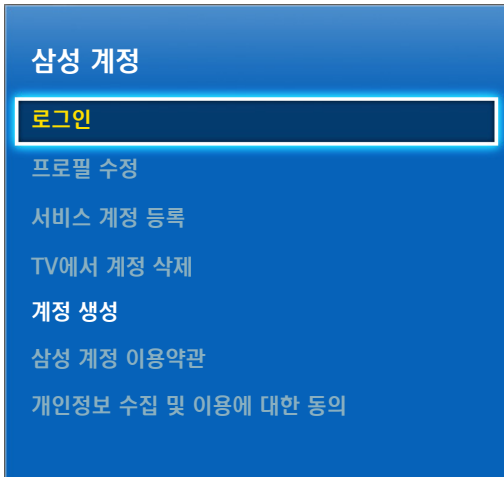 삼성 계정
로그인
프로필 수정
서비스 계정 등록
TV에서 계정 삭제
계정 생성
삼성 계정 이용약관
개인정보 수집 및 이용에 대한 동의